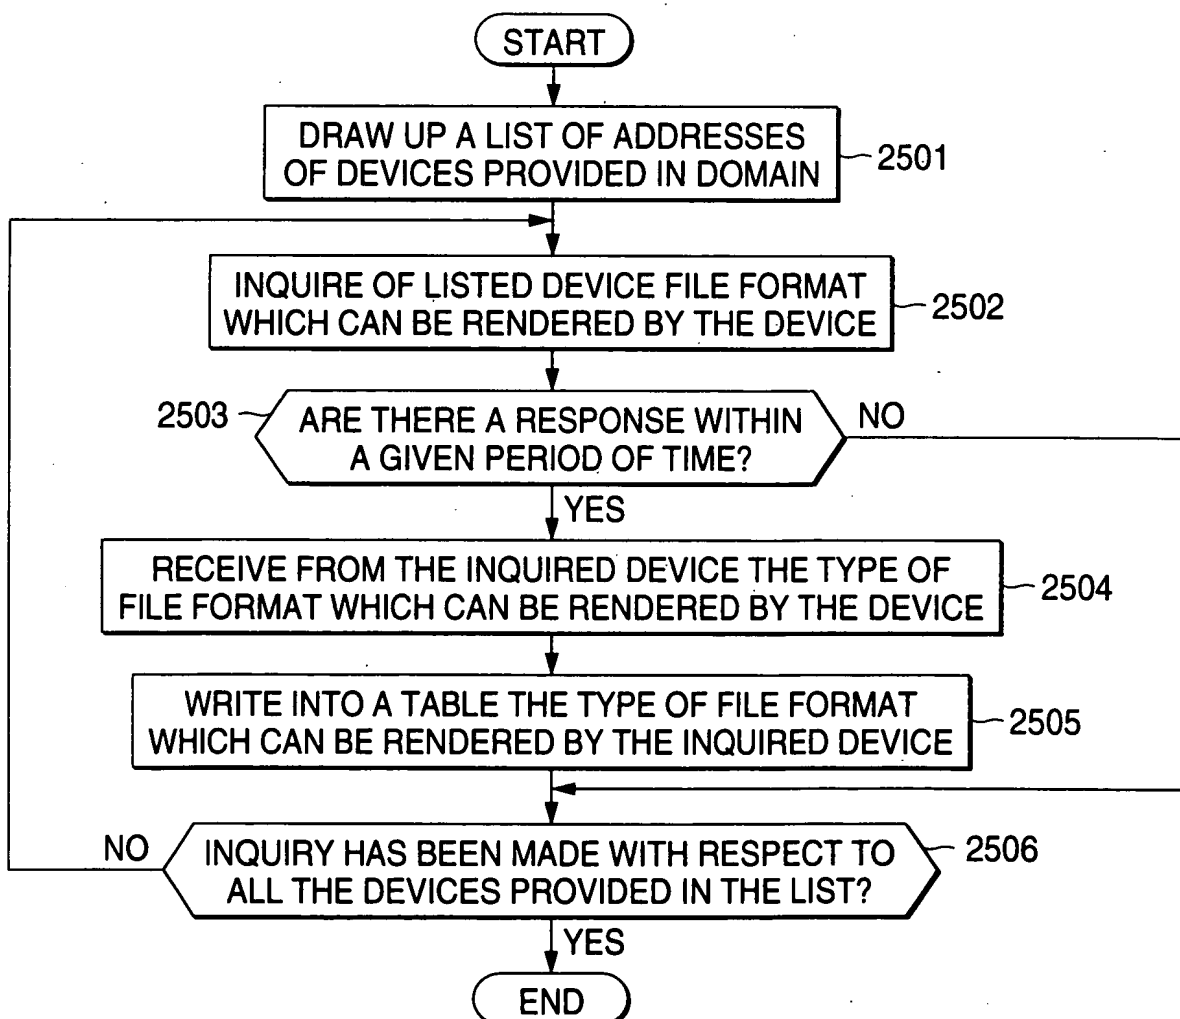 START
DRAW UP A LIST OF ADDRESSES
OF DEVICES PROVIDED IN DOMAIN
2501
INQUIRE OF LISTED DEVICE FILE FORMAT
WHICH CAN BE RENDERED BY THE DEVICE
2502
2503
ARE THERE A RESPONSE WITHIN
A GIVEN PERIOD OF TIME?
NO
YES
RECEIVE FROM THE INQUIRED DEVICE THE TYPE OF
FILE FORMAT WHICH CAN BE RENDERED BY THE DEVICE
2504
WRITE INTO A TABLE THE TYPE OF FILE FORMAT
WHICH CAN BE RENDERED BY THE INQUIRED DEVICE
2505
NO
INQUIRY HAS BEEN MADE WITH RESPECT TO
ALL THE DEVICES PROVIDED IN THE LIST?
2506
YES
END